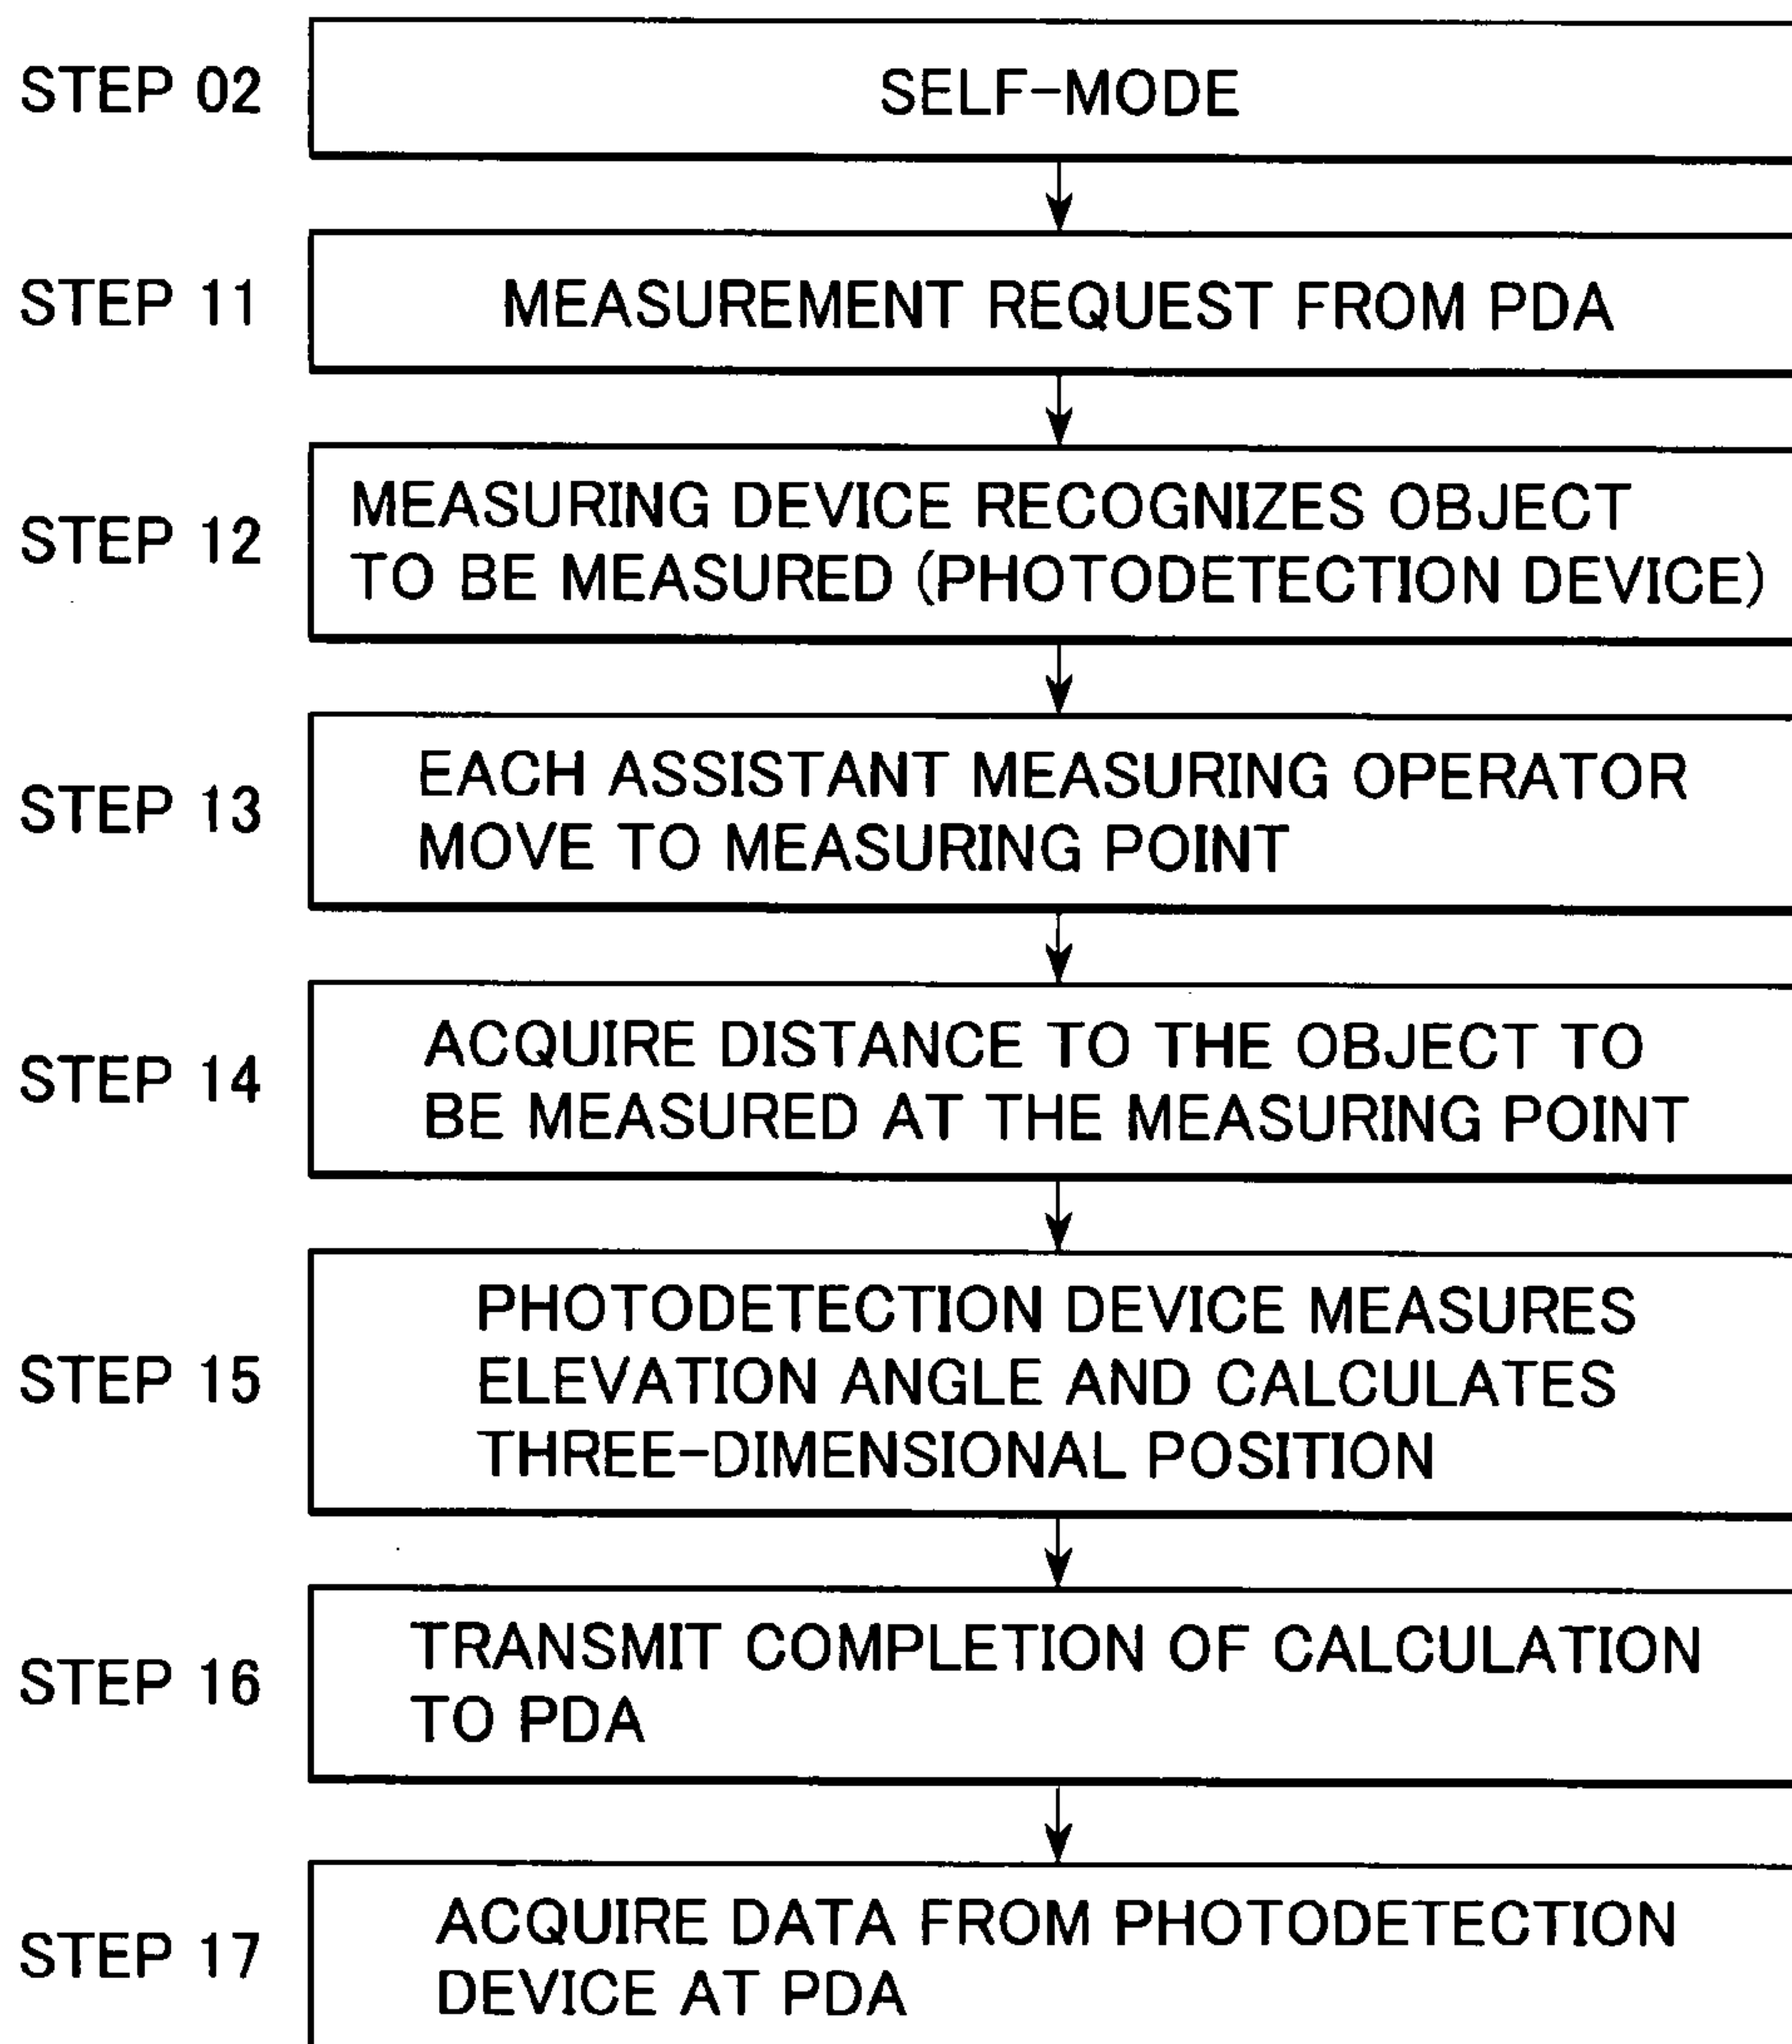 STEP 02
SELF-MODE
STEP 11
MEASUREMENT REQUEST FROM PDA
STEP 12
MEASURING DEVICE RECOGNIZES OBJECT
TO BE MEASURED (PHOTODETECTION DEVICE)
STEP 13
EACH ASSISTANT MEASURING OPERATOR
MOVE TO MEASURING POINT
STEP 14
ACQUIRE DISTANCE TO THE OBJECT TO
BE MEASURED AT THE MEASURING POINT
STEP 15
PHOTODETECTION DEVICE MEASURES
ELEVATION ANGLE AND CALCULATES
THREE-DIMENSIONAL POSITION
STEP 16
TRANSMIT COMPLETION OF CALCULATION
TO PDA
STEP 17
ACQUIRE DATA FROM PHOTODETECTION
DEVICE AT PDA